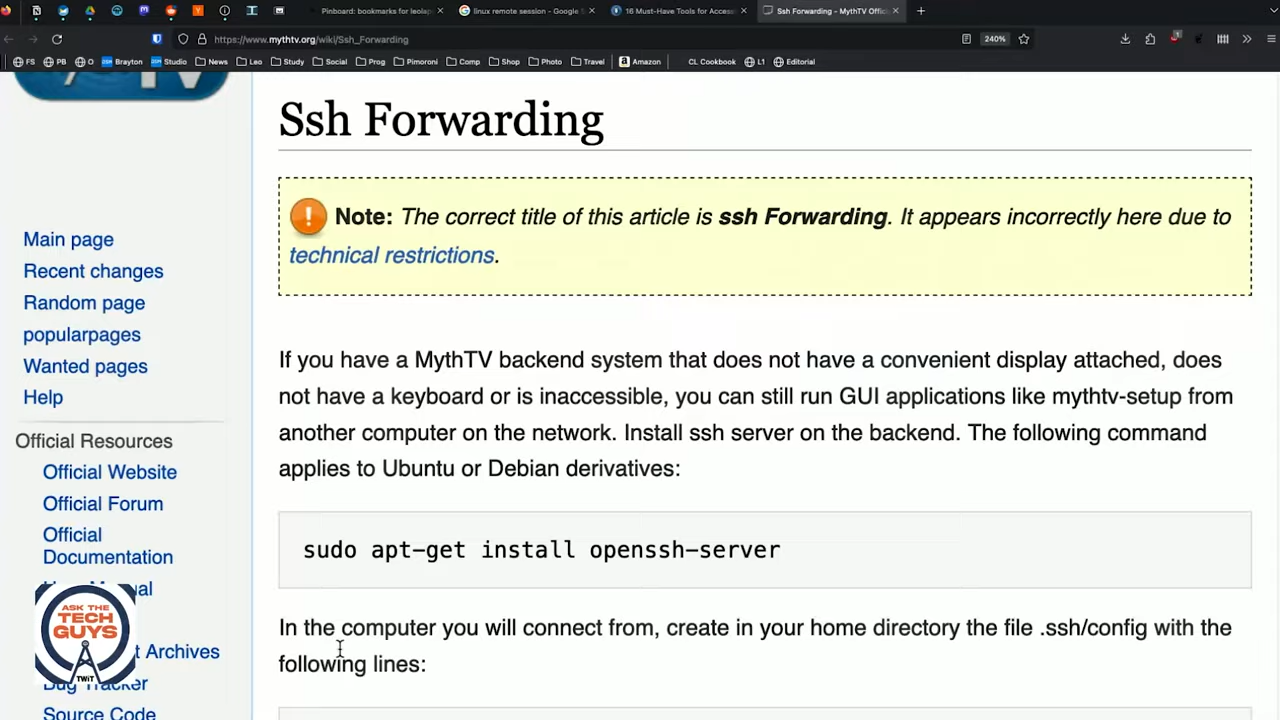 Pinboard: bookmarks for leolap
linux remote session - Google S
16 Must-Have Tools for Access
Ssh Forwarding - MythTV Offici
https://www.mythtv.org/wiki/Ssh_Forwarding
240%
FS
PB
O
Brayton
Studio
News
Leo
Study
Social
Prog
Pimoroni
Comp
Shop
Photo
Travel
Amazon
CL Cookbook
L1
Editorial
TV
Main page
Recent changes
Random page
popularpages
Wanted pages
Help
Official Resources
Official Website
Official Forum
Official
Documentation
Archives
Bug Tracker
Source Code
ASK THE
TECH
GUYS
TWiT
Ssh Forwarding
Note: The correct title of this article is ssh Forwarding. It appears incorrectly here due to
technical restrictions.
If you have a MythTV backend system that does not have a convenient display attached, does
not have a keyboard or is inaccessible, you can still run GUI applications like mythtv-setup from
another computer on the network. Install ssh server on the backend. The following command
applies to Ubuntu or Debian derivatives:
sudo apt-get install openssh-server
In the computer you will connect from, create in your home directory the file .ssh/config with the
following lines: